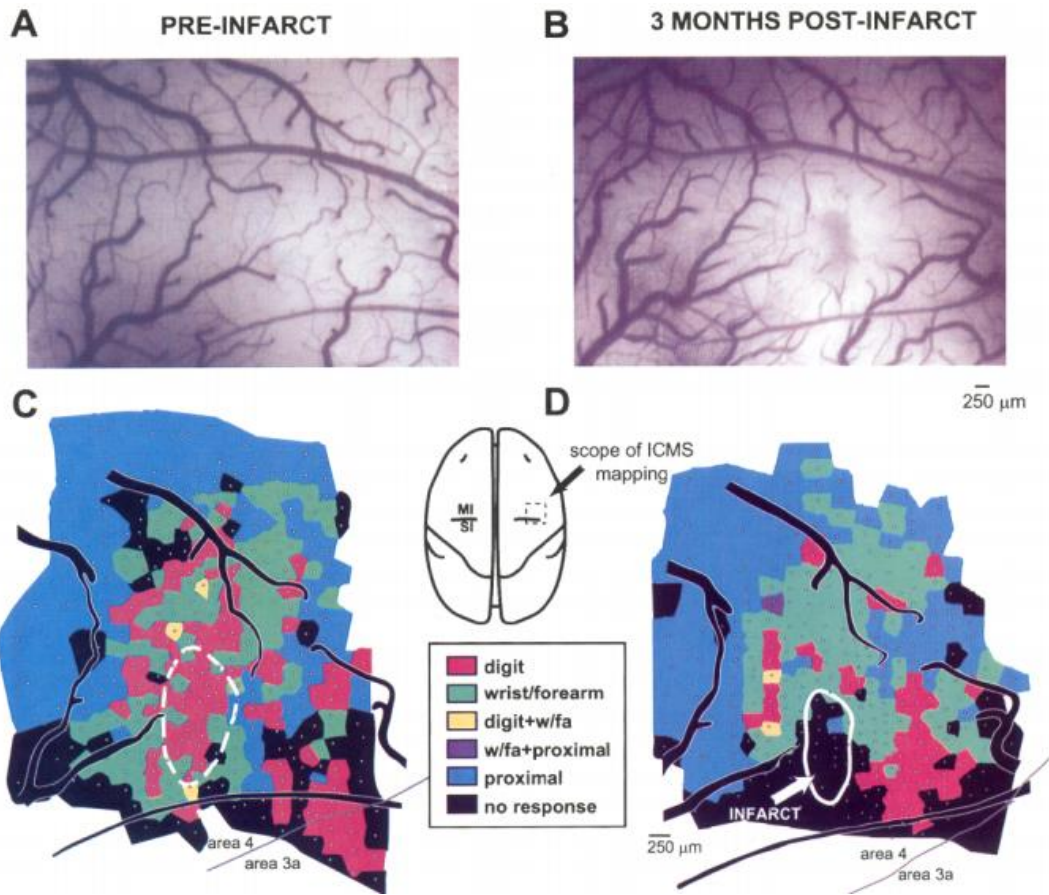 A
PRE-INFARCT
B
3 MONTHS POST-INFARCT
250 μm
C
D
scope of ICMS
mapping
MI
SI
digit
wrist/forearm
digit+w/fa
w/fa+proximal
proximal
no response
INFARCT
250 μm
area 4
area 3a
area 4
area 3a